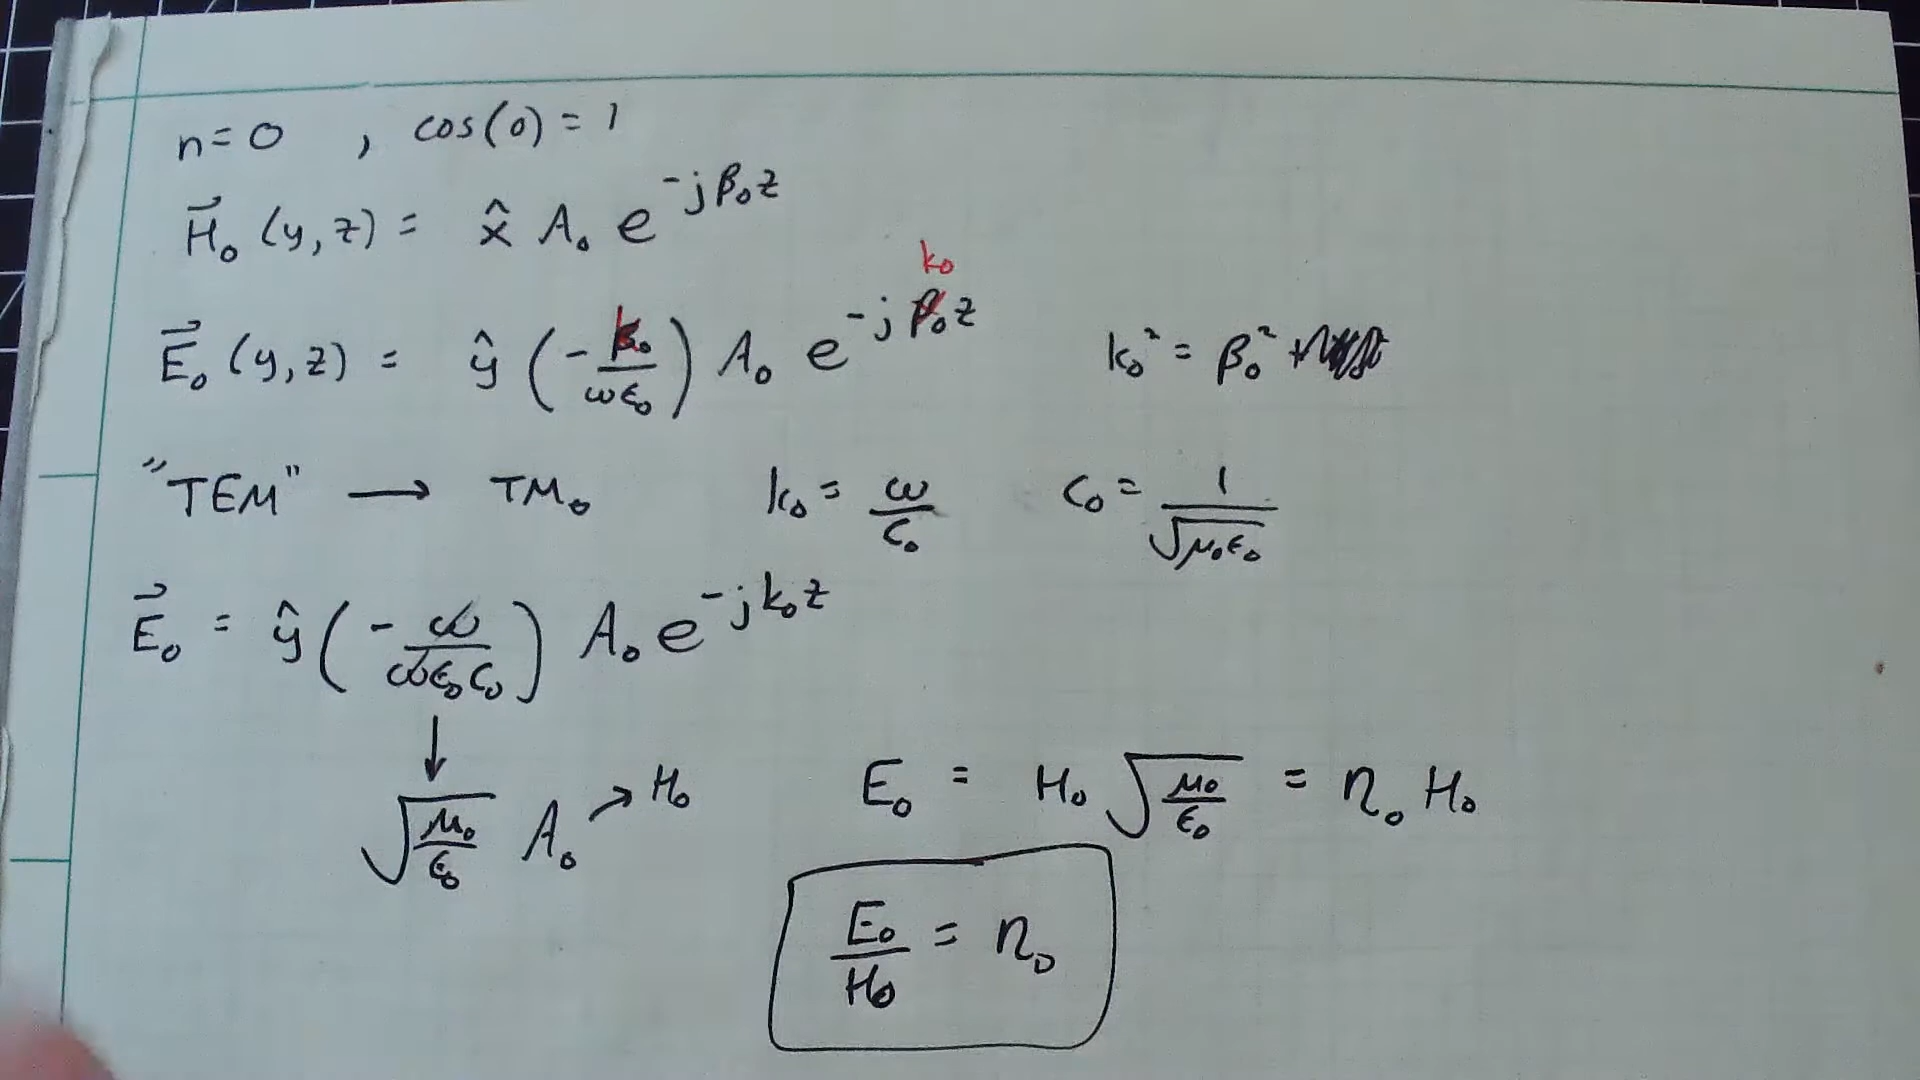 n=0 , cos(0) = 1
H⃗₀ (y,z) = x̂ A₀ e^{-jβ₀z}
k₀
E⃗₀ (y,z) = ŷ (-k₀/ωε₀) A₀ e^{-jβ₀z} k₀² = β₀² +
"TEM" → TM₀ k₀ = ω/c₀ c₀ = 1/√(μ₀ε₀)
E⃗₀ = ŷ (-ω/ωε₀c₀) A₀ e^{-jk₀z}
↓
√(μ₀/ε₀) A₀ ↗ H₀ E₀ = H₀ √(μ₀/ε₀) = η₀ H₀
E₀/H₀ = η₀